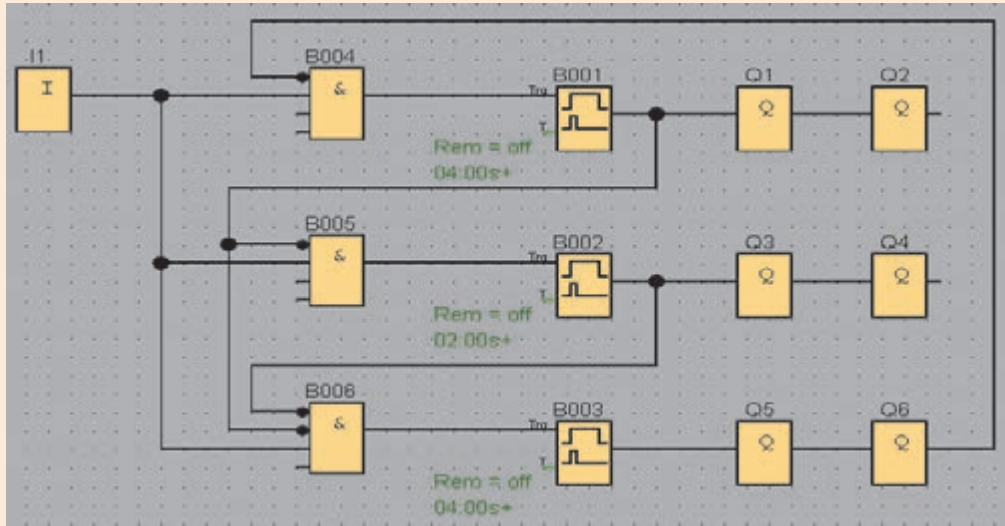 I1
I
B004
&
B001
Trg
T
Rem = off
04:00s+
Q1
Q
Q2
Q
B005
&
B002
Trg
T
Rem = off
02:00s+
Q3
Q
Q4
Q
B006
&
B003
Trg
T
Rem = off
04:00s+
Q5
Q
Q6
Q